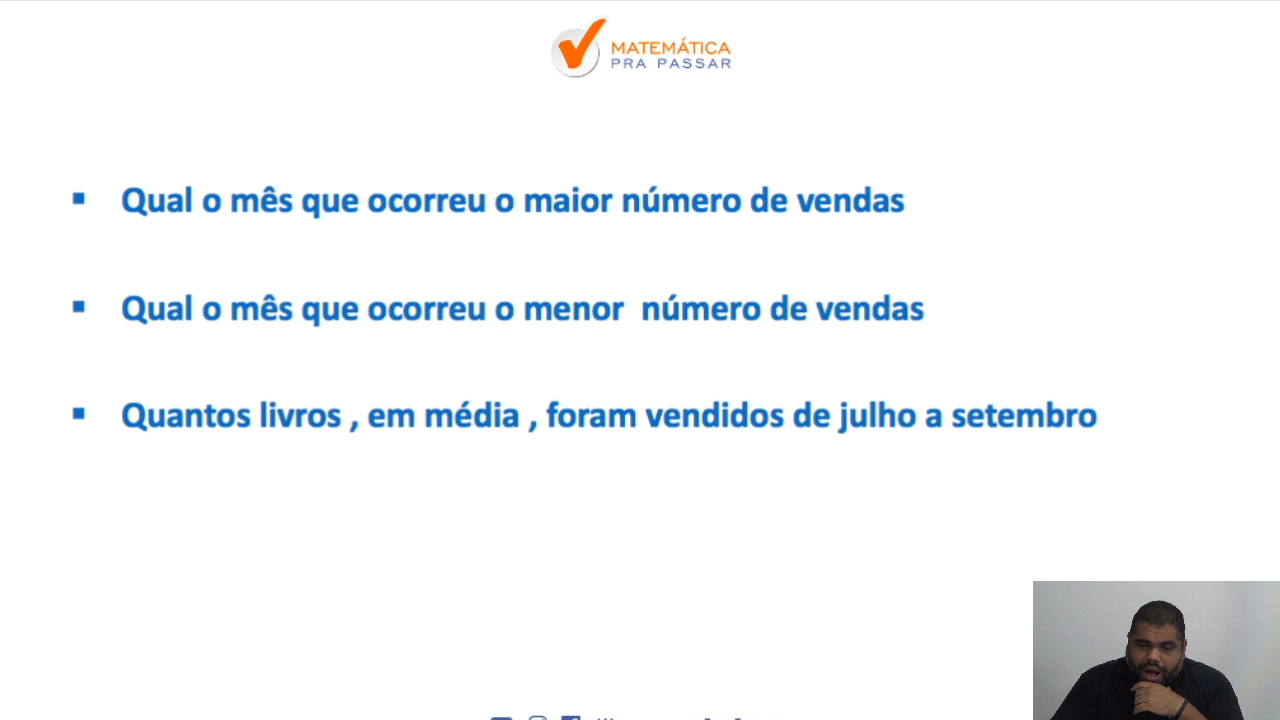 MATEMÁTICA
PRA PASSAR
▪ Qual o mês que ocorreu o maior número de vendas
▪ Qual o mês que ocorreu o menor  número de vendas
▪ Quantos livros , em média , foram vendidos de julho a setembro